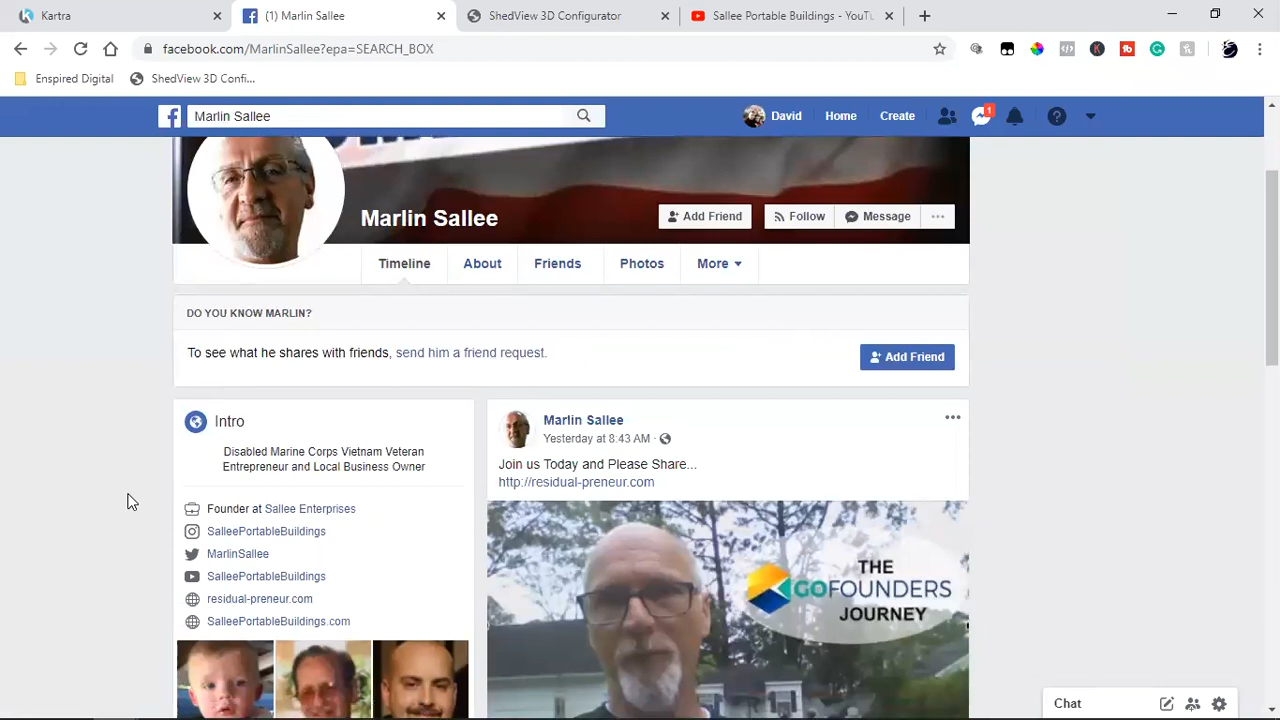 Kartra
(1) Marlin Sallee
ShedView 3D Configurator
Sallee Portable Buildings - YouTu
facebook.com/MarlinSallee?epa=SEARCH_BOX
Enspired Digital
ShedView 3D Confi...
Marlin Sallee
David
Home
Create
1
Marlin Sallee
Add Friend
Follow
Message
Timeline
About
Friends
Photos
More
DO YOU KNOW MARLIN?
To see what he shares with friends, send him a friend request.
Add Friend
Intro
Disabled Marine Corps Vietnam Veteran
Entrepreneur and Local Business Owner
Founder at Sallee Enterprises
SalleePortableBuildings
MarlinSallee
SalleePortableBuildings
residual-preneur.com
SalleePortableBuildings.com
Marlin Sallee
Yesterday at 8:43 AM ·
Join us Today and Please Share...
http://residual-preneur.com
THE
GOFOUNDERS
JOURNEY
Chat